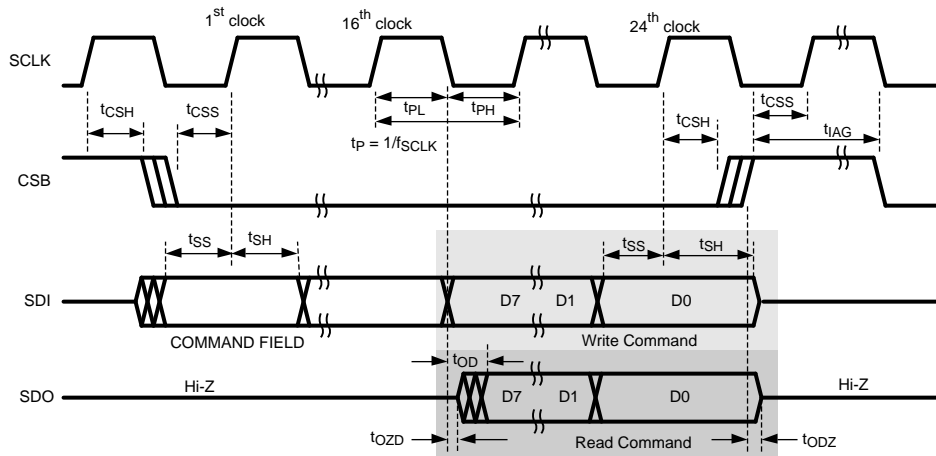 1st clock 16th clock 24th clock
SCLK
tCSH tCSS tPL tPH tCSH tCSS tIAG
tP = 1/fSCLK
CSB
tSS tSH tSS tSH
SDI D7 D1 D0
COMMAND FIELD Write Command
tOD
SDO Hi-Z D7 D1 D0 Hi-Z
tOZD Read Command tODZ